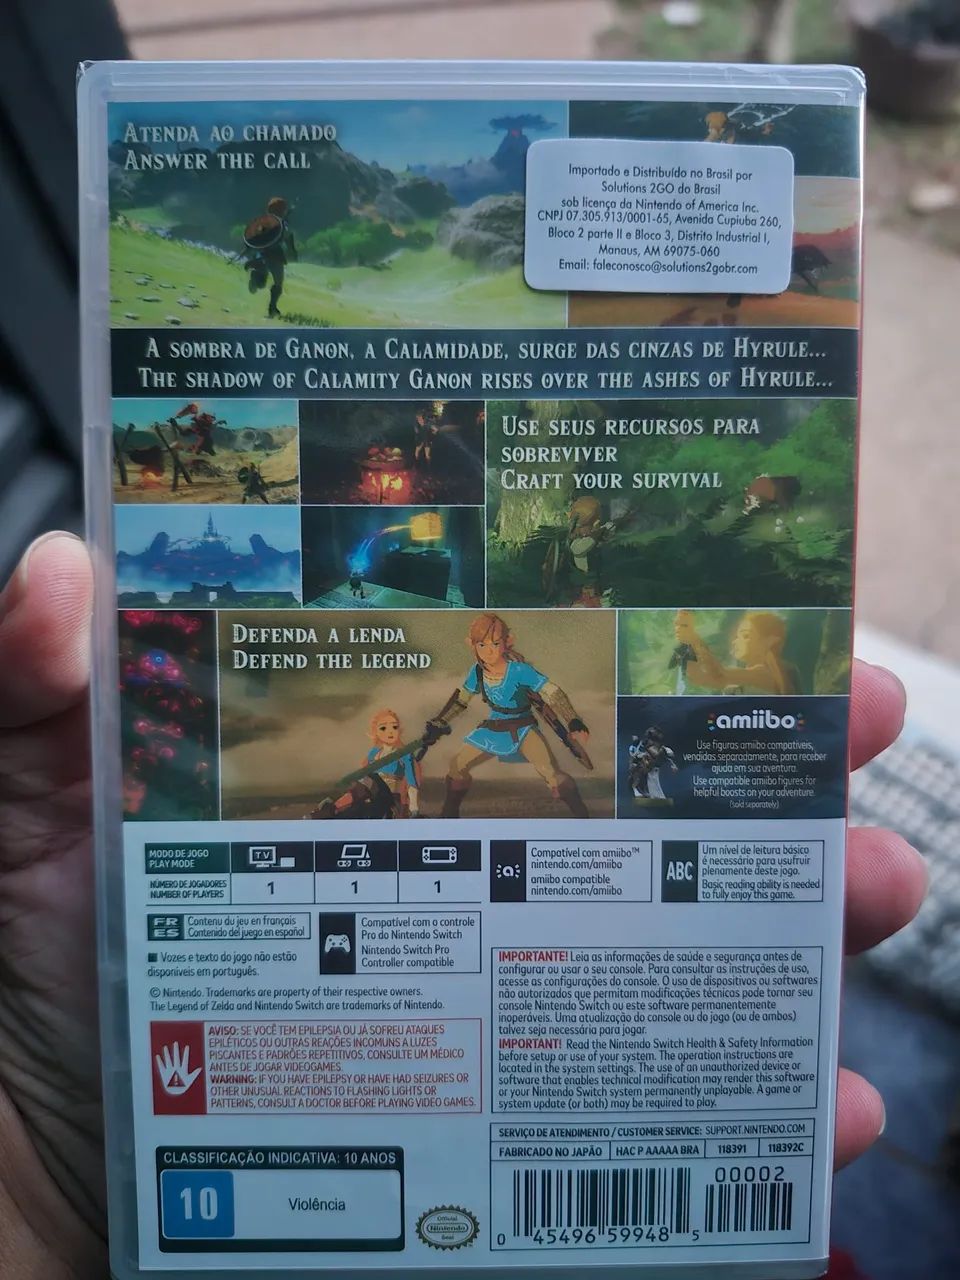 Atenda ao chamado
Answer the call
Importado e Distribuído no Brasil por
Solutions 2GO do Brasil
sob licença da Nintendo of America Inc.
CNPJ 07.305.913/0001-65, Avenida Cupiuba 260,
Bloco 2 parte II e Bloco 3, Distrito Industrial I,
Manaus, AM 69075-060
Email: faleconosco@solutions2gobr.com
A sombra de Ganon, a Calamidade, surge das cinzas de Hyrule...
The shadow of Calamity Ganon rises over the ashes of Hyrule...
Use seus recursos para
sobreviver
Craft your survival
Defenda a lenda
Defend the legend
amiibo
Use figuras amiibo compatíveis,
vendidas separadamente, para receber
ajuda em sua aventura.
Use compatible amiibo figures for
helpful boosts on your adventure.
(sold separately)
MODO DE JOGO
PLAY MODE
TV
NÚMERO DE JOGADORES
NUMBER OF PLAYERS
1
1
1
Compatível com amiibo™
nintendo.com/amiibo
amiibo compatible
nintendo.com/amiibo
ABC
Um nível de leitura básico
é necessário para usufruir
plenamente deste jogo.
Basic reading ability is needed
to fully enjoy this game.
FR
ES
Contenu du jeu en français
Contenido del juego en español
Compatível com o controle
Pro do Nintendo Switch
Nintendo Switch Pro
Controller compatible
■ Vozes e texto do jogo não estão
disponíveis em português.
© Nintendo. Trademarks are property of their respective owners.
The Legend of Zelda and Nintendo Switch are trademarks of Nintendo.
AVISO: SE VOCÊ TEM EPILEPSIA OU JÁ SOFREU ATAQUES
EPILÉTICOS OU OUTRAS REAÇÕES INCOMUNS A LUZES
PISCANTES E PADRÕES REPETITIVOS, CONSULTE UM MÉDICO
ANTES DE JOGAR VIDEOGAMES.
WARNING: IF YOU HAVE EPILEPSY OR HAVE HAD SEIZURES OR
OTHER UNUSUAL REACTIONS TO FLASHING LIGHTS OR
PATTERNS, CONSULT A DOCTOR BEFORE PLAYING VIDEO GAMES.
IMPORTANTE! Leia as informações de saúde e segurança antes de
configurar ou usar o seu console. Para consultar as instruções de uso,
acesse as configurações do console. O uso de dispositivos ou softwares
não autorizados que permitam modificações técnicas pode tornar seu
console Nintendo Switch ou este software permanentemente
inoperáveis. Uma atualização do console ou do jogo (ou de ambos)
talvez seja necessária para jogar.
IMPORTANT! Read the Nintendo Switch Health & Safety Information
before setup or use of your system. The operation instructions are
located in the system settings. The use of an unauthorized device or
software that enables technical modification may render this software
or your Nintendo Switch system permanently unplayable. A game or
system update (or both) may be required to play.
SERVIÇO DE ATENDIMENTO / CUSTOMER SERVICE: SUPPORT.NINTENDO.COM
FABRICADO NO JAPÃO HAC P AAAAA BRA 118391 118392C
CLASSIFICAÇÃO INDICATIVA: 10 ANOS
10
Violência
Official
Nintendo
Seal
00002
0 45496 59948 5